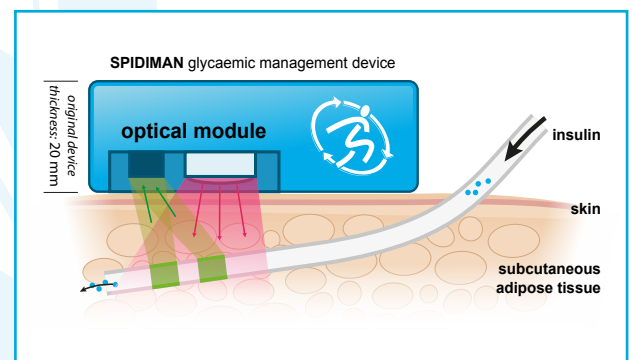 SPIDIMAN glycaemic management device
original device
thickness: 20 mm
optical module
insulin
skin
subcutaneous
adipose tissue